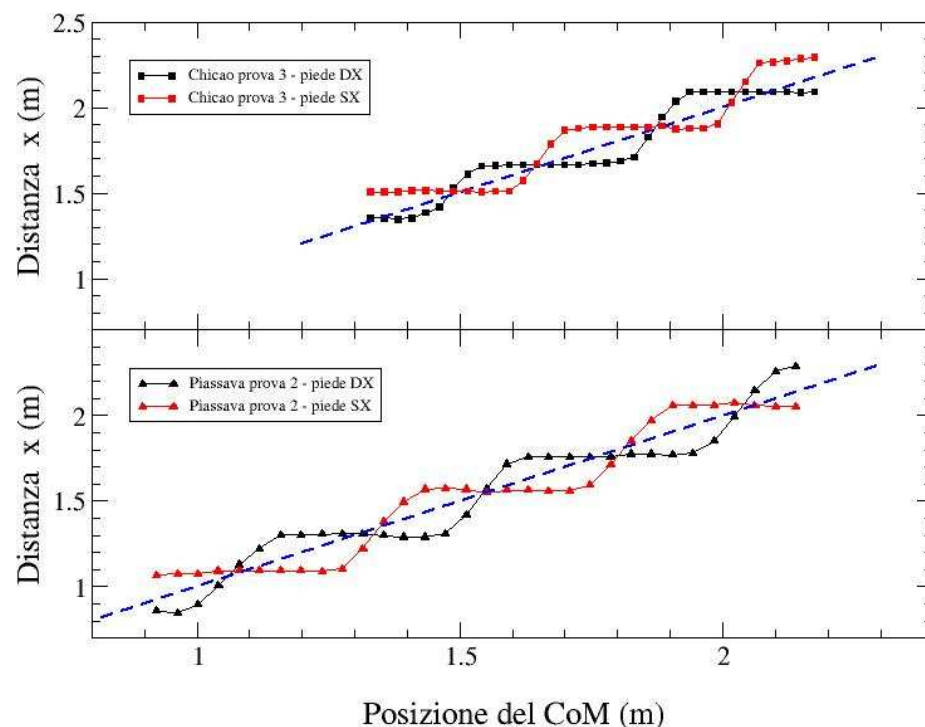 2.5
Chicao prova 3 - piede DX
Chicao prova 3 - piede SX
2
1.5
1
Distanza x (m)
Piassava prova 2 - piede DX
Piassava prova 2 - piede SX
2
1.5
1
Distanza x (m)
1 1.5 2
Posizione del CoM (m)